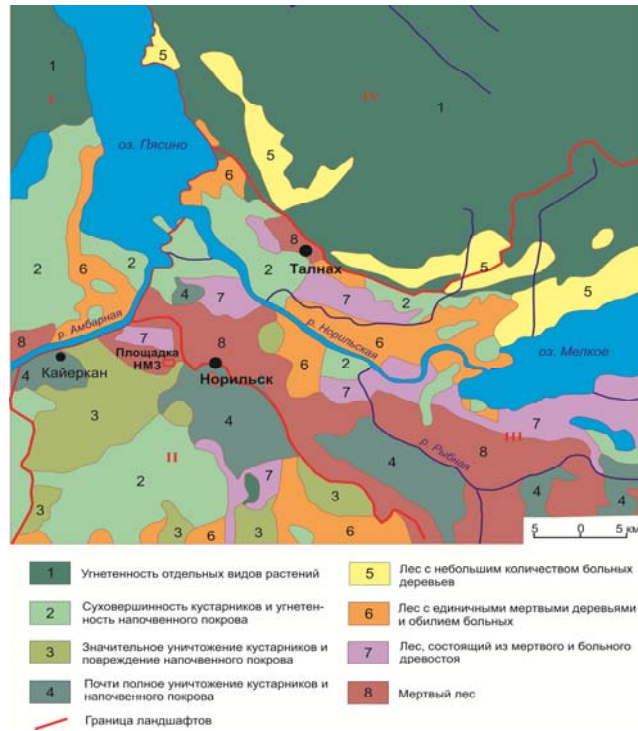 5
1
I
IV
1
оз. Пясино
5
6
8
Талнах
2
6
2
2
5
5
4
7
7
2
р. Амбарная
8
7
8
р. Норильская
6
оз. Мелкое
Площадка
НМЗ
Кайеркан
4
Норильск
6
2
7
3
4
7
р. Рыбная
8
III
II
2
4
7
3
4
4
3
3
6
3
6
5 0 5 км
1 Угнетенность отдельных видов растений
2 Суховершинность кустарников и угнетен-
ность напочвенного покрова
3 Значительное уничтожение кустарников и
повреждение напочвенного покрова
4 Почти полное уничтожение кустарников и
напочвенного покрова
Граница ландшафтов
5 Лес с небольшим количеством больных
деревьев
6 Лес с единичными мертвыми деревьями
и обилием больных
7 Лес, состоящий из мертвого и больного
древостоя
8 Мертвый лес